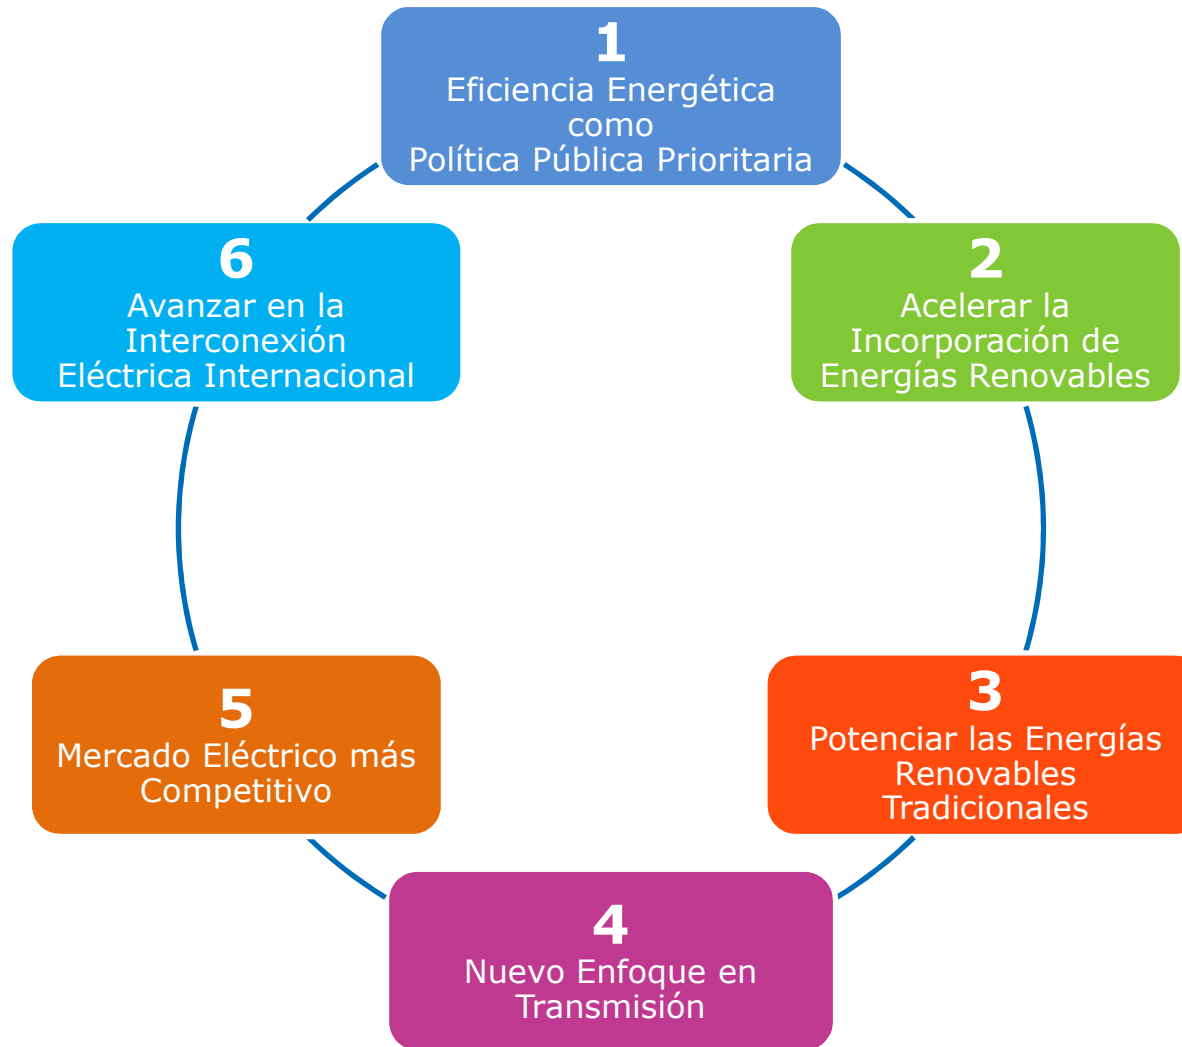 1
Eficiencia Energética
como
Política Pública Prioritaria
2
Acelerar la
Incorporación de
Energías Renovables
3
Potenciar las Energías
Renovables
Tradicionales
4
Nuevo Enfoque en
Transmisión
5
Mercado Eléctrico más
Competitivo
6
Avanzar en la
Interconexión
Eléctrica Internacional